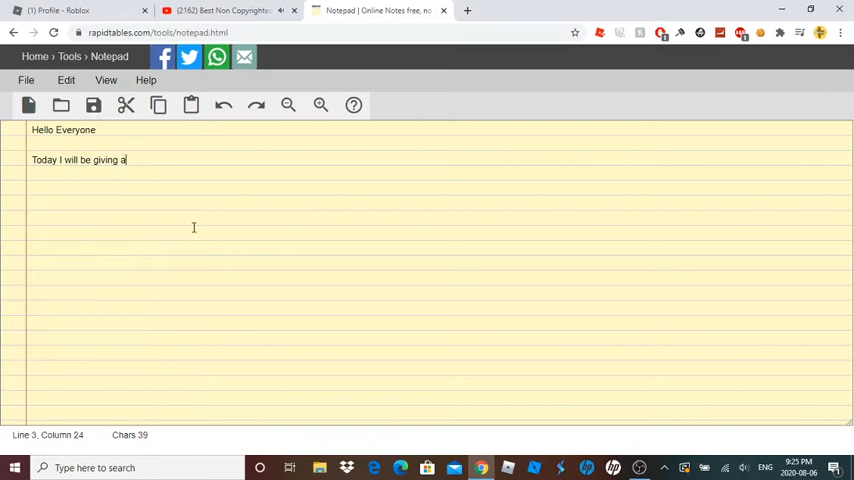 (1) Profile - Roblox
(2162) Best Non Copyrighte
Notepad | Online Notes free, no
rapidtables.com/tools/notepad.html
Home › Tools › Notepad
File Edit View Help
Hello Everyone
Today I will be giving a
Line 3, Column 24 Chars 39
Type here to search
ENG
9:25 PM
2020-08-06